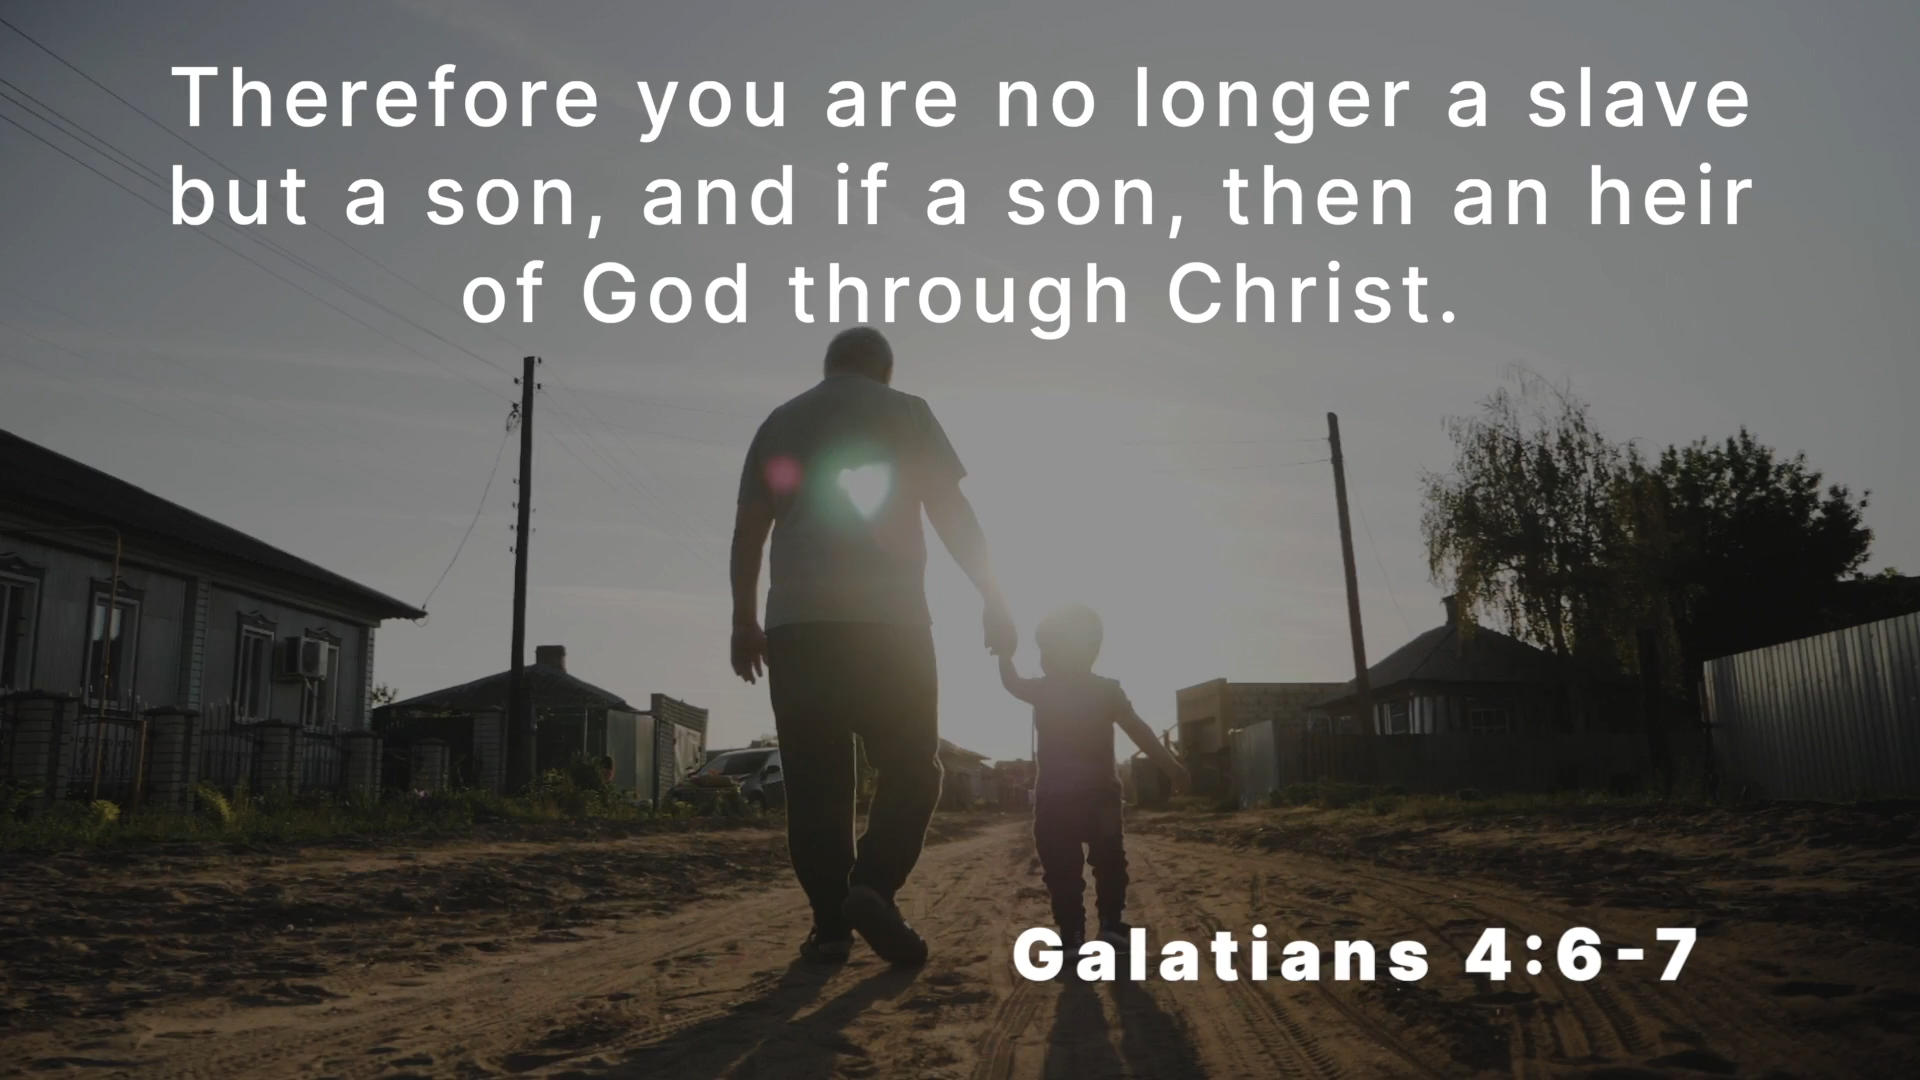 Therefore you are no longer a slave
but a son, and if a son, then an heir
of God through Christ.
Galatians 4:6-7